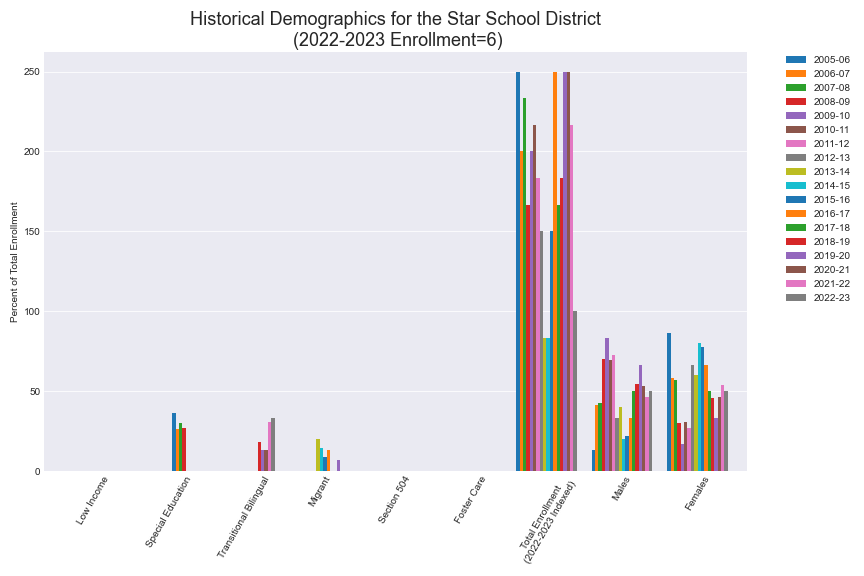 Historical Demographics for the Star School District
(2022-2023 Enrollment=6)
Percent of Total Enrollment
250
200
150
100
50
0
Low Income
Special Education
Transitional Bilingual
Migrant
Section 504
Foster Care
Total Enrollment
(2022-2023 Indexed)
Males
Females
2005-06
2006-07
2007-08
2008-09
2009-10
2010-11
2011-12
2012-13
2013-14
2014-15
2015-16
2016-17
2017-18
2018-19
2019-20
2020-21
2021-22
2022-23